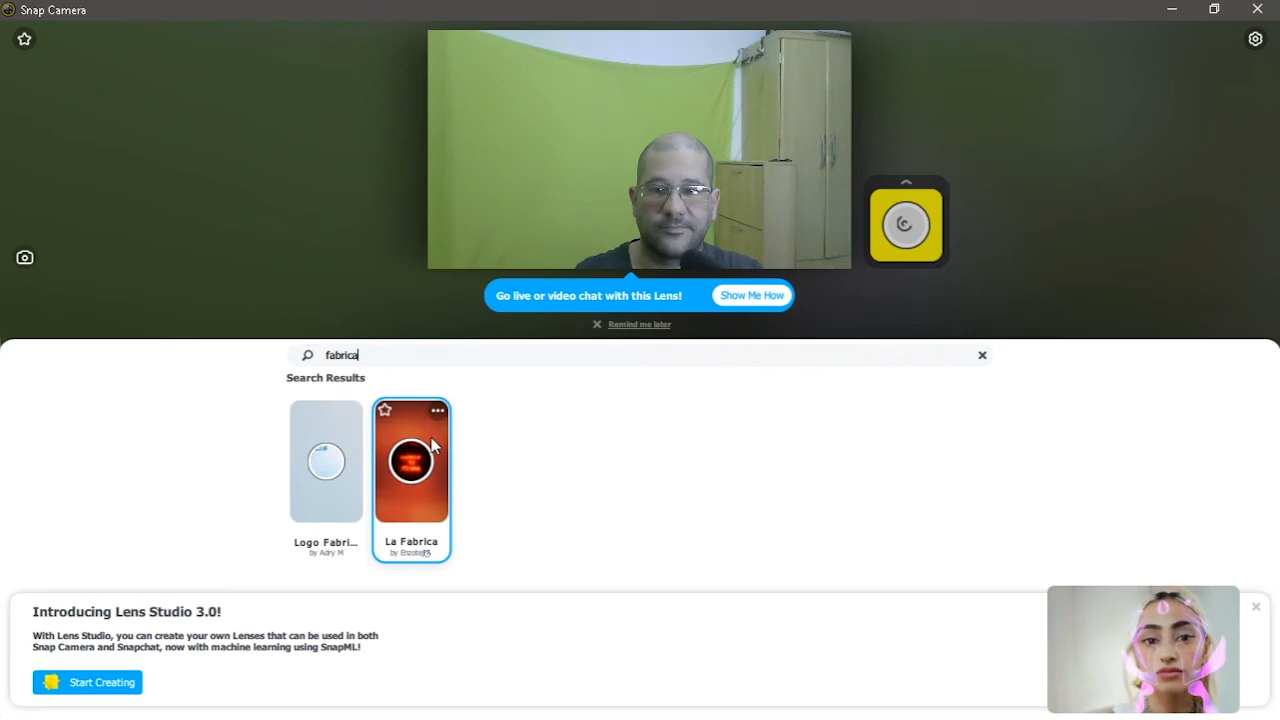 Snap Camera
Go live or video chat with this Lens!
Show Me How
Remind me later
fabrica
Search Results
Logo Fabri...
by Adry M
La Fabrica
Introducing Lens Studio 3.0!
With Lens Studio, you can create your own Lenses that can be used in both
Snap Camera and Snapchat, now with machine learning using SnapML!
Start Creating